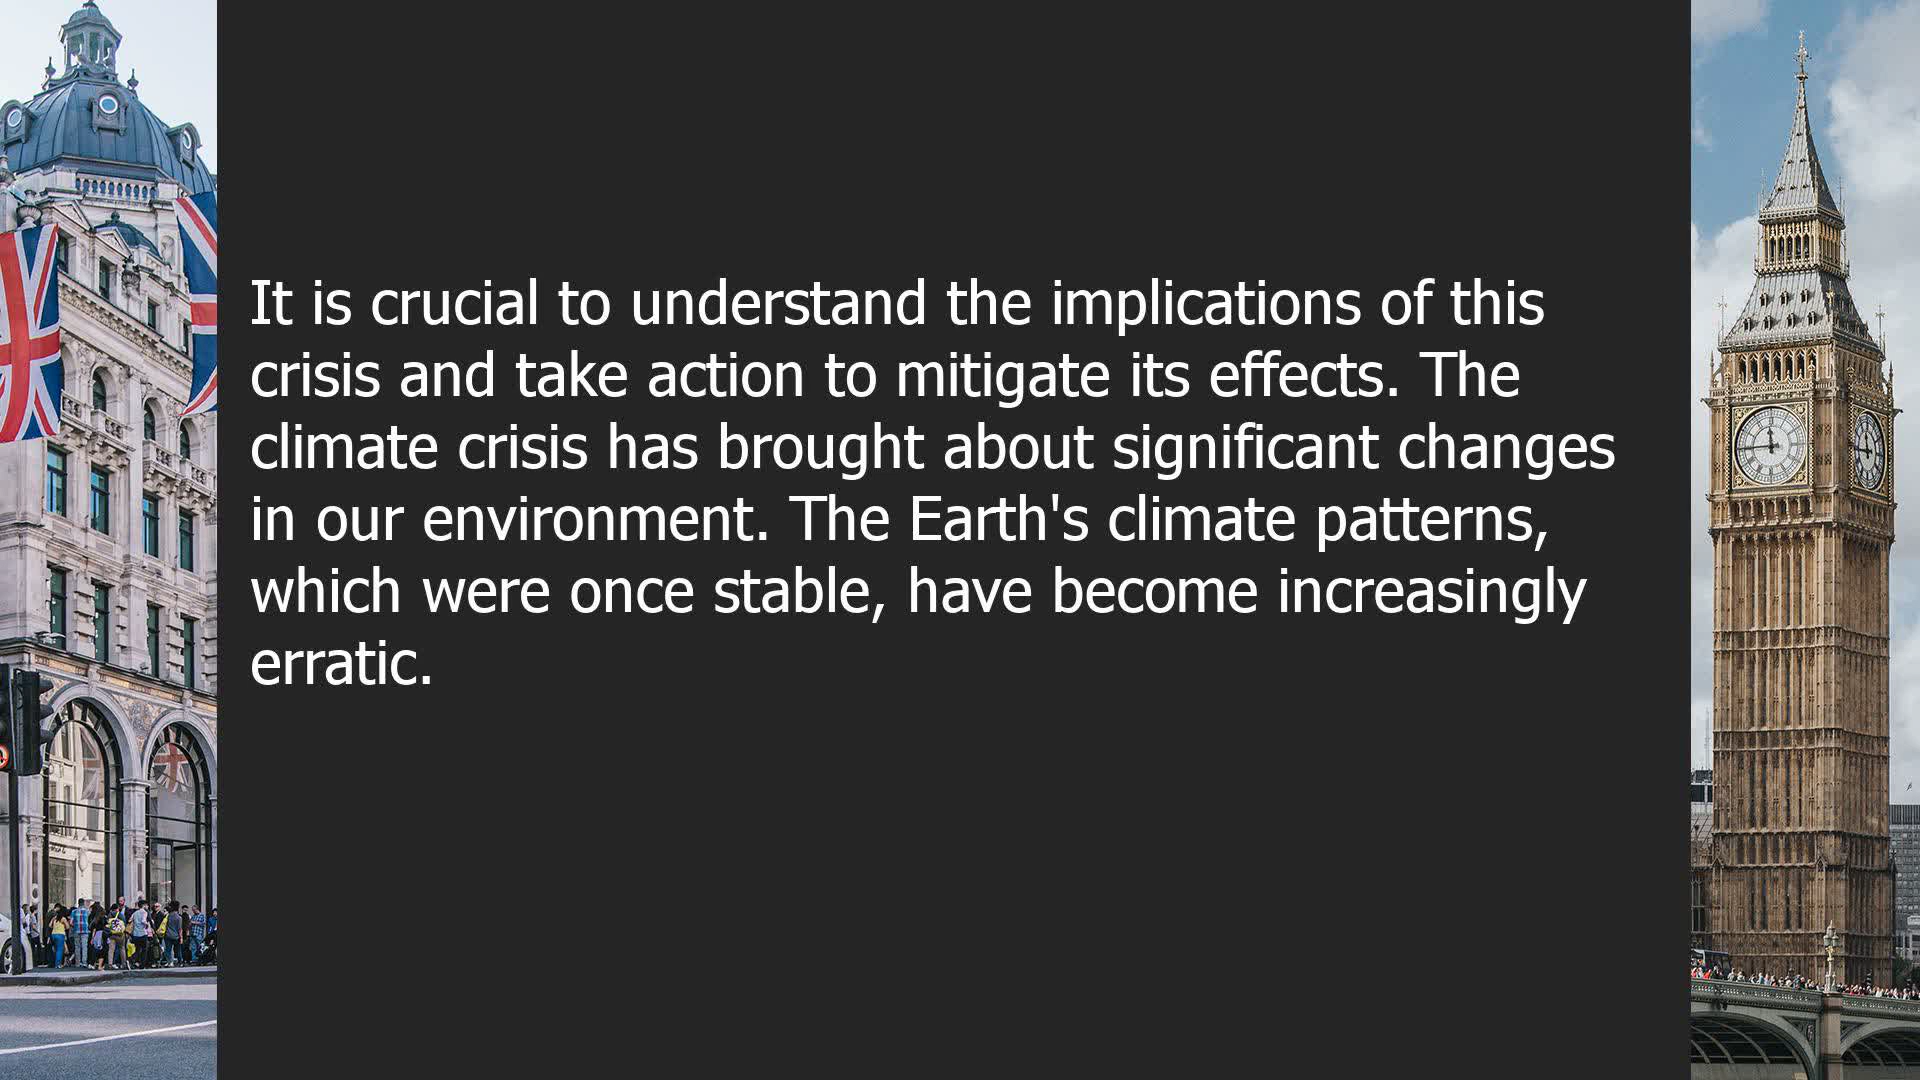 It is crucial to understand the implications of this
crisis and take action to mitigate its effects. The
climate crisis has brought about significant changes
in our environment. The Earth's climate patterns,
which were once stable, have become increasingly
erratic.